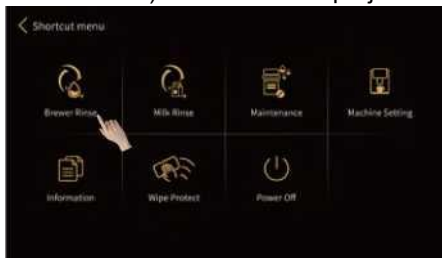 Shortcut menu
Brewer Rinse
Milk Rinse
Maintenance
Machine Setting
Information
Wipe Protect
Power Off